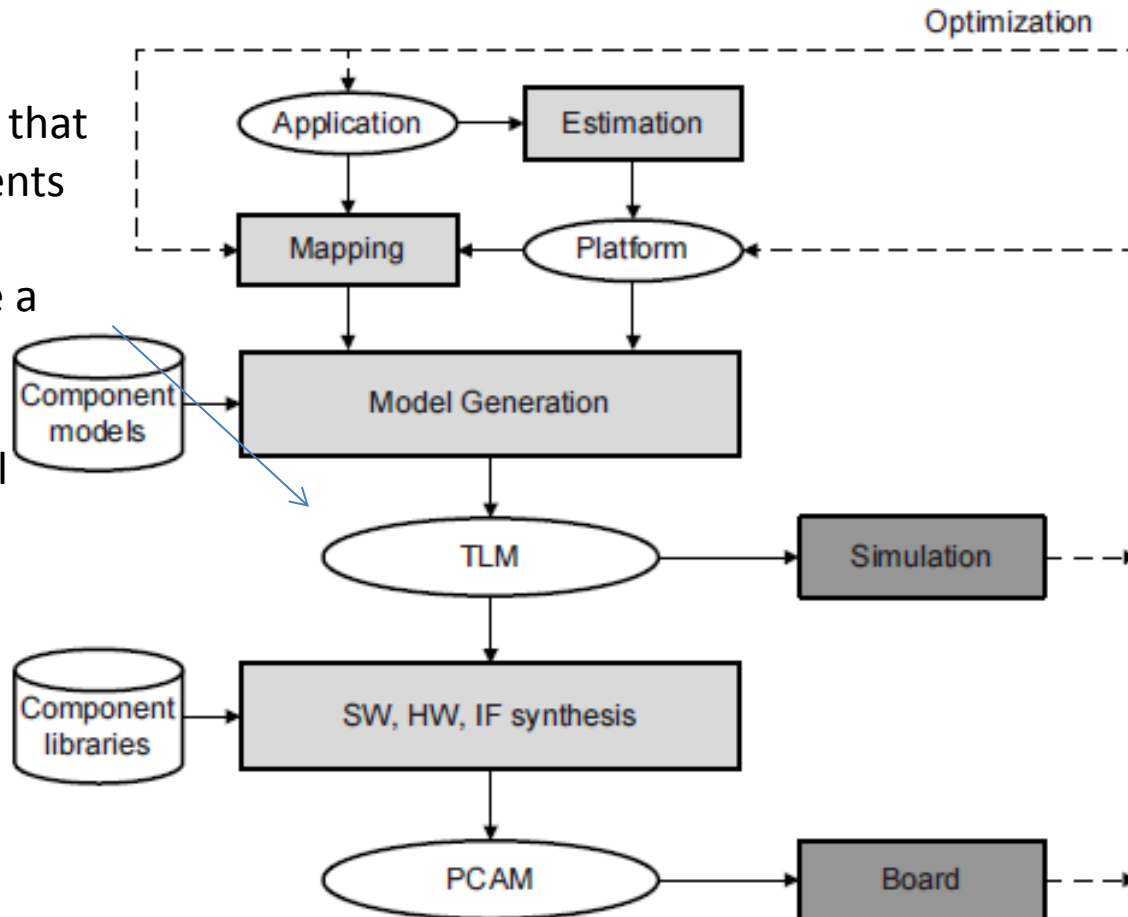 Optimization
that
ents
e a
l
Application
Estimation
Mapping
Platform
Component
models
Model Generation
TLM
Simulation
Component
libraries
SW, HW, IF synthesis
PCAM
Board